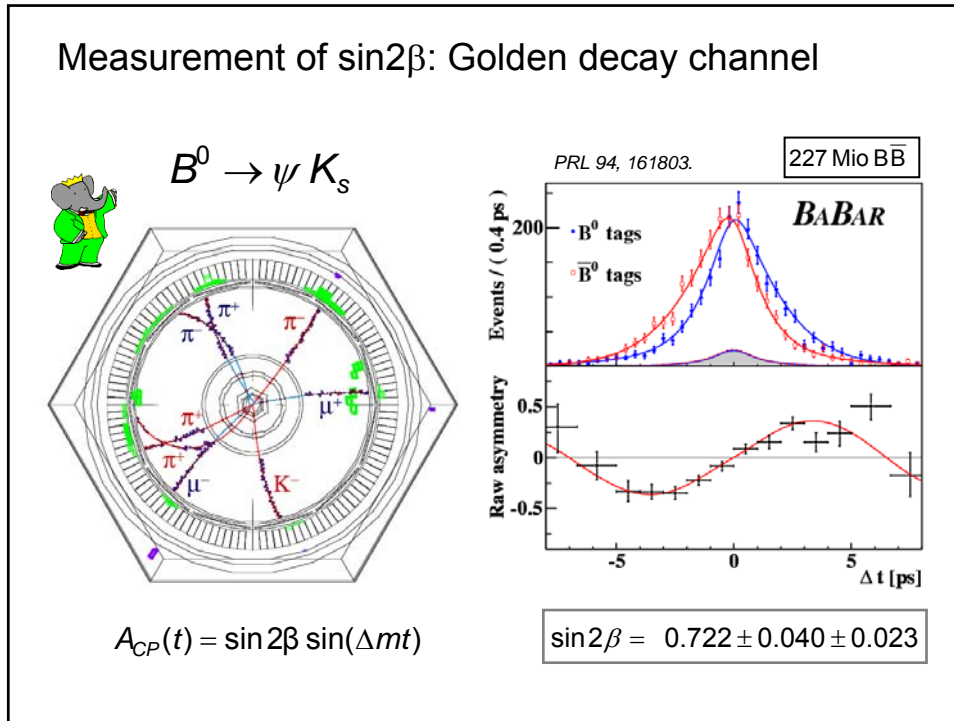 Measurement of sin2β: Golden decay channel
B⁰ → ψ Kₛ
PRL 94, 161803.
227 Mio BB̅
BABAR
200
B⁰ tags
B̅⁰ tags
Events / ( 0.4 ps )
π⁺
π⁻
π⁻
μ⁺
π⁺
π⁺
μ⁻
K⁻
0.5
0
-0.5
Raw asymmetry
-5
0
5
Δ t [ps]
A_CP(t) = sin 2β sin(Δmt)
sin 2β = 0.722 ± 0.040 ± 0.023